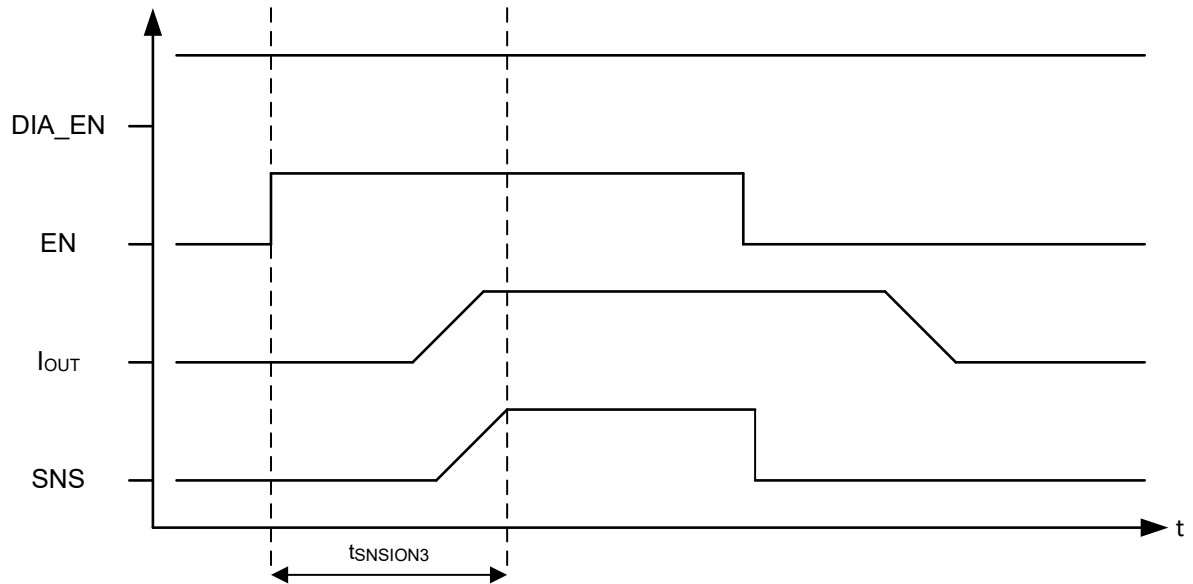 DIA_EN
EN
IOUT
SNS
t
tSNSION3